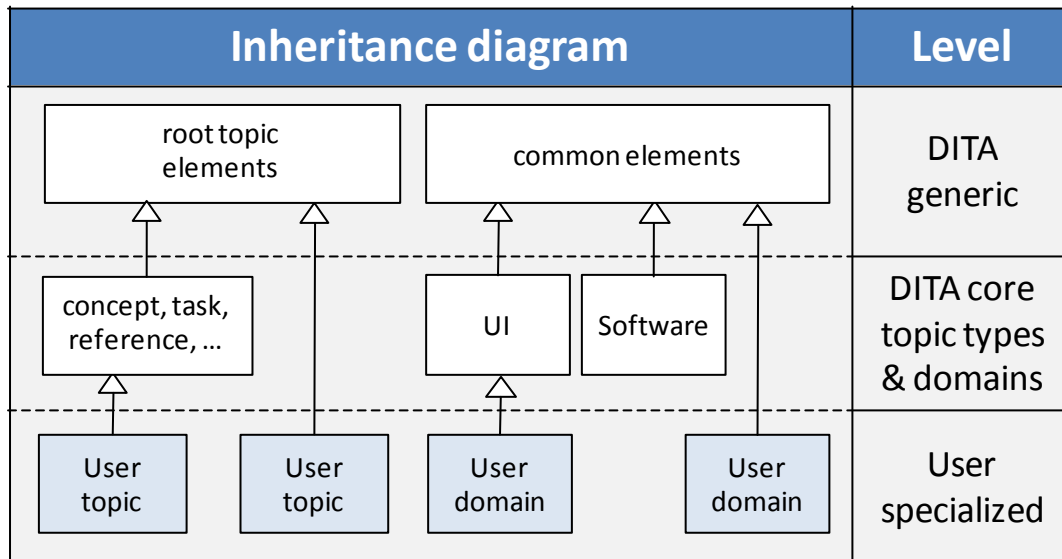 Inheritance diagram
Level
root topic
elements
common elements
DITA
generic
concept, task,
reference, ...
UI
Software
DITA core
topic types
& domains
User
topic
User
topic
User
domain
User
domain
User
specialized